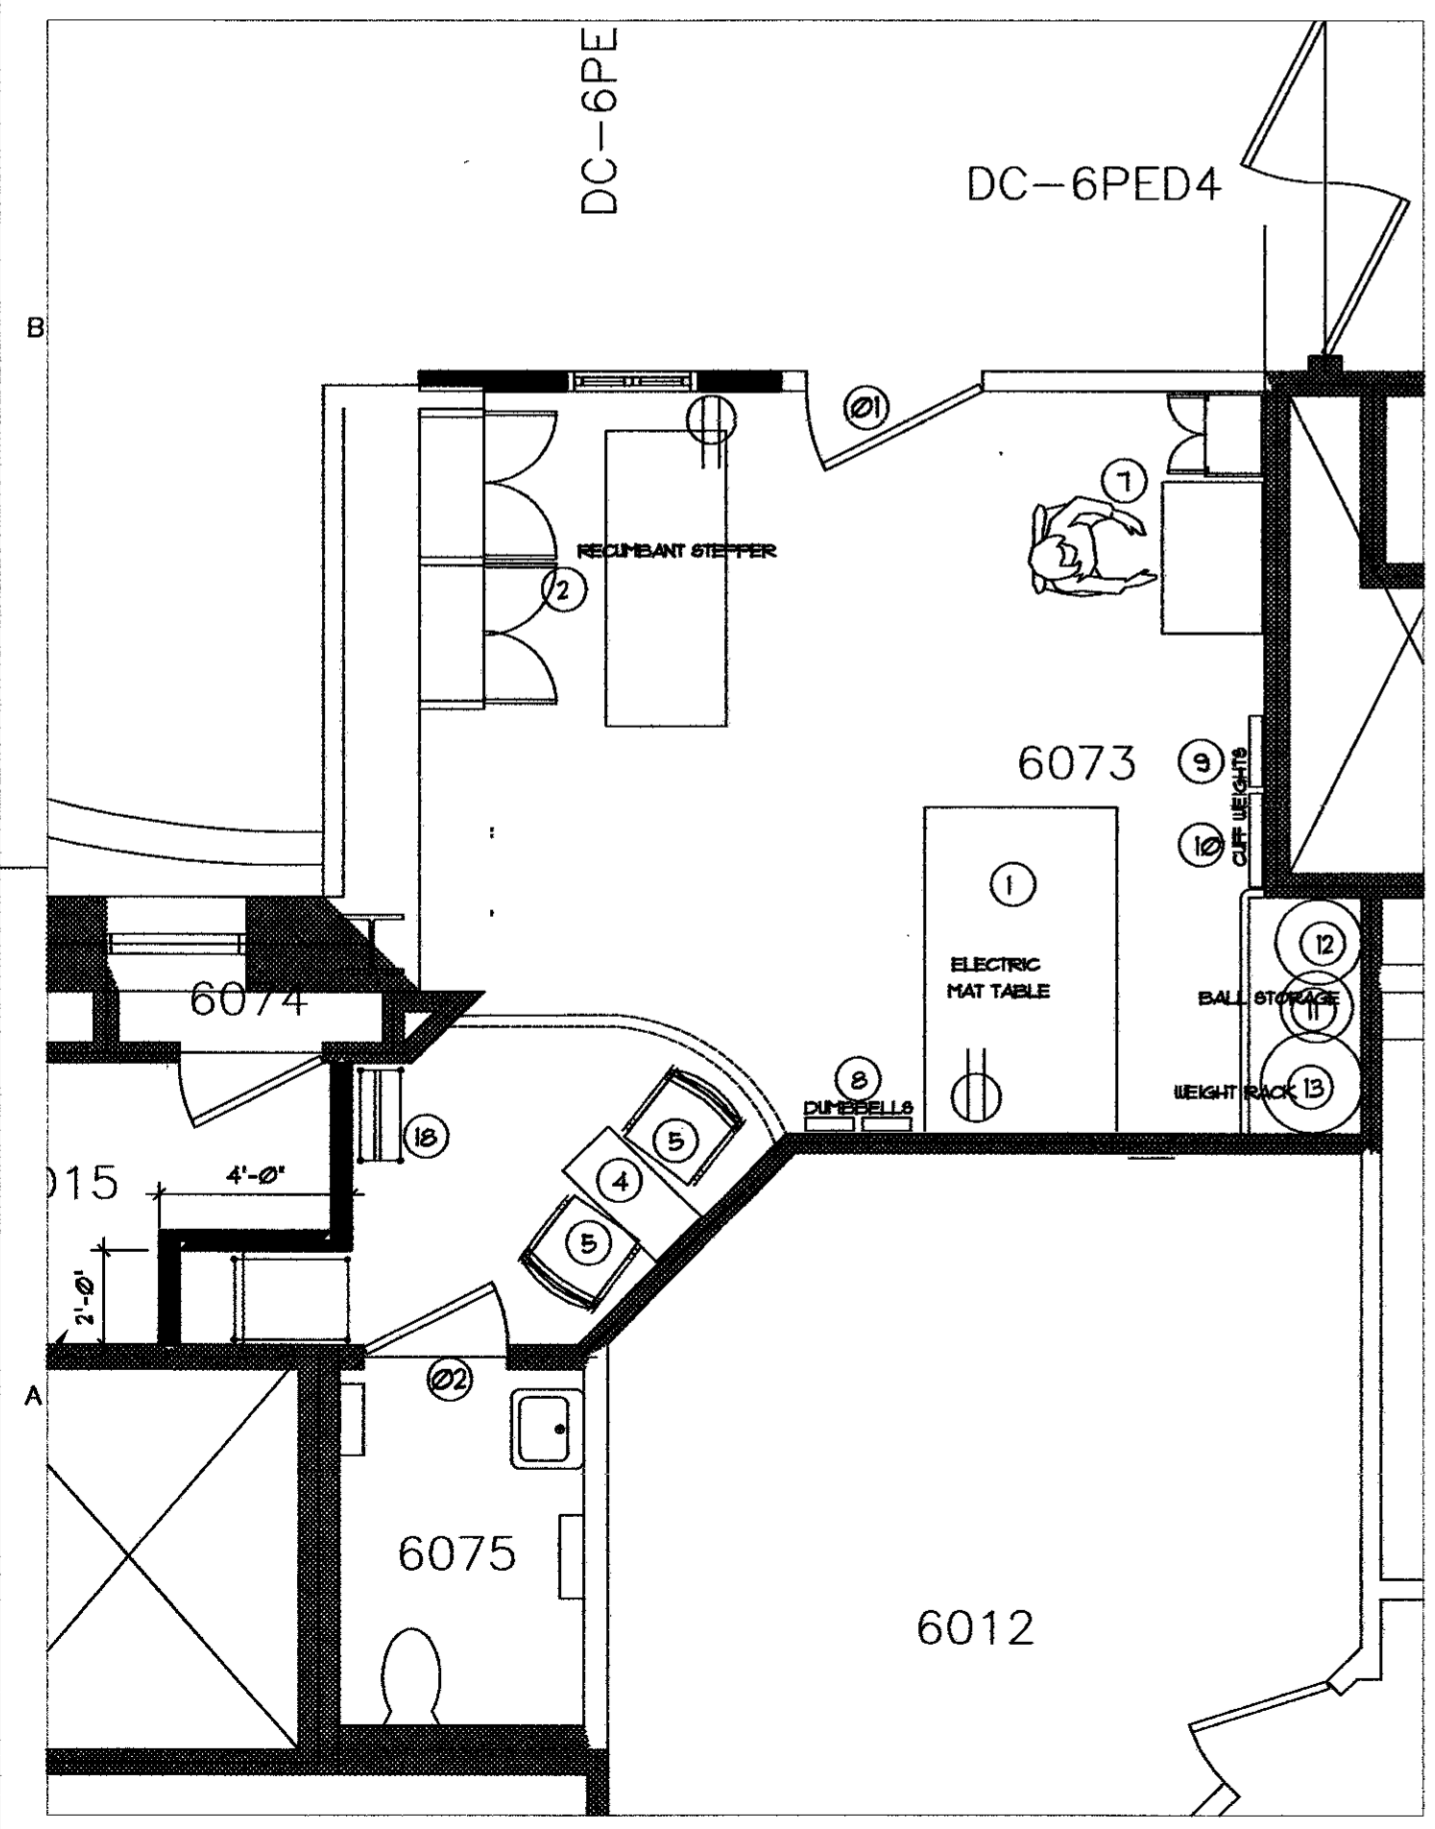 DC-6PE
DC-6PED4
B
Ø1
7
RECUMBANT STEPPER
2
6073
9
CUFF WEIGHTS
10
1
ELECTRIC
MAT TABLE
12
6074
BALL STORAGE
11
8
DUMBBELLS
WEIGHT RACK
13
18
5
4'-Ø"
015
4
5
2'-Ø"
Ø2
A
6075
6012